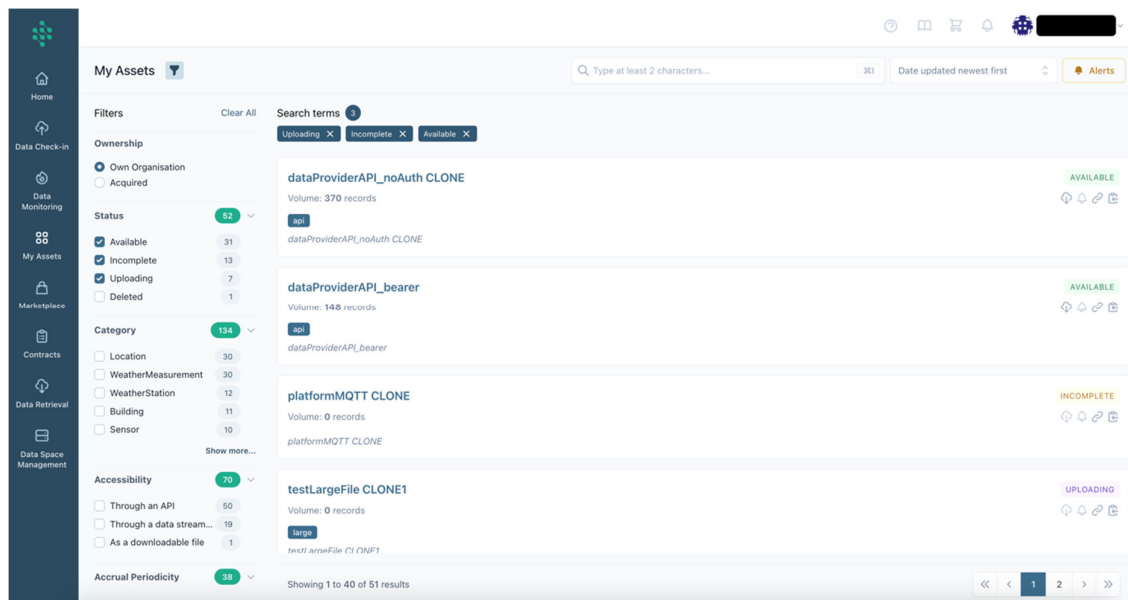 Home
Data Check-in
Data
Monitoring
My Assets
Marketplace
Contracts
Data Retrieval
Data Space
Management
My Assets
Type at least 2 characters...
⌘I
Date updated newest first
Alerts
Filters
Clear All
Ownership
Own Organisation
Acquired
Status 52
Available 31
Incomplete 13
Uploading 7
Deleted 1
Category 134
Location 30
WeatherMeasurement 30
WeatherStation 12
Building 11
Sensor 10
Show more...
Accessibility 70
Through an API 50
Through a data stream... 19
As a downloadable file 1
Accrual Periodicity 38
Search terms 3
Uploading Incomplete Available
dataProviderAPI_noAuth CLONE
AVAILABLE
Volume: 370 records
api
dataProviderAPI_noAuth CLONE
dataProviderAPI_bearer
AVAILABLE
Volume: 148 records
api
dataProviderAPI_bearer
platformMQTT CLONE
INCOMPLETE
Volume: 0 records
platformMQTT CLONE
testLargeFile CLONE1
UPLOADING
Volume: 0 records
large
testLargeFile CLONE1
Showing 1 to 40 of 51 results
1 2